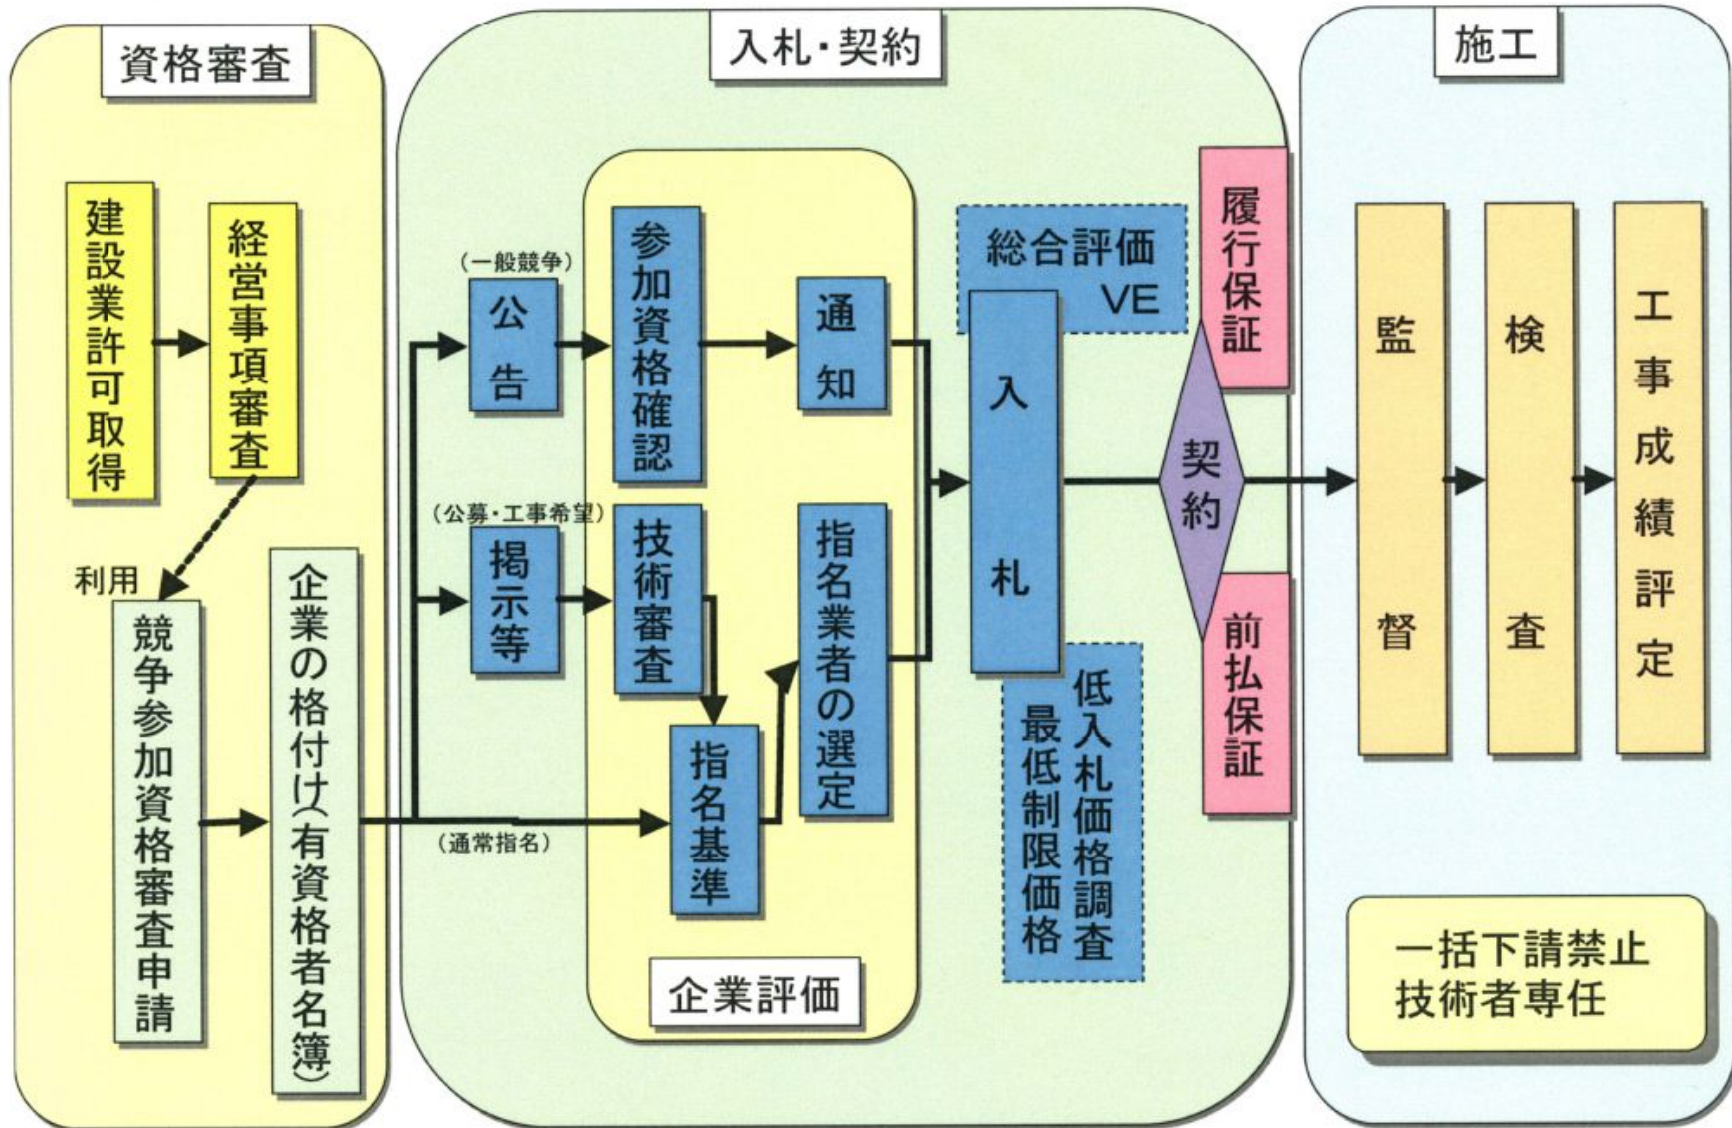 資格審査
建設業許可取得
経営事項審査
利用
競争参加資格審査申請
企業の格付け(有資格者名簿)
入札・契約
(一般競争)
公告
参加資格確認
通知
(公募・工事希望)
掲示等
技術審査
指名業者の選定
(通常指名)
指名基準
企業評価
総合評価
VE
入札
低入札価格調査
最低制限価格
履行保証
契約
前払保証
施工
監督
検査
工事成績評定
一括下請禁止
技術者専任